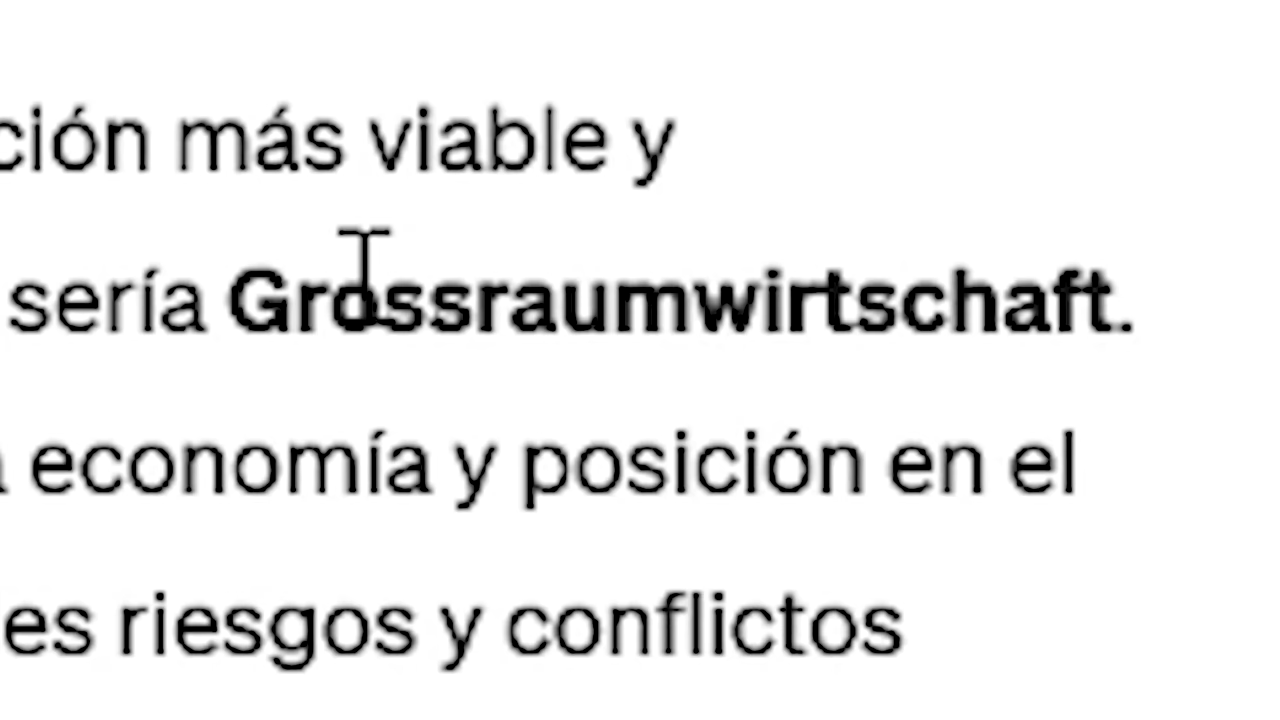 ción más viable y
sería Grossraumwirtschaft.
economía y posición en el
es riesgos y conflictos